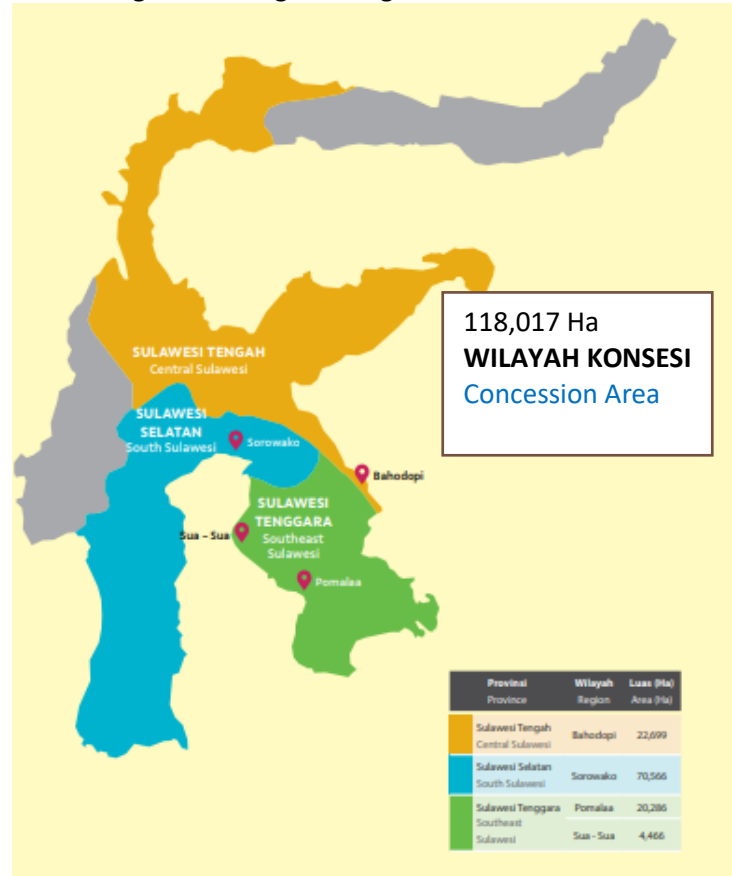 118,017 Ha
WILAYAH KONSESI
Concession Area
SULAWESI TENGAH
Central Sulawesi
SULAWESI
SELATAN
South Sulawesi
Sorowako
Bahodopi
SULAWESI
TENGGARA
Southeast
Sulawesi
Sua - Sua
Pomalaa
Provinsi Wilayah Luas (Ha)
Province Region Area (Ha)
Sulawesi Tengah
Central Sulawesi
Bahodopi 22,699
Sulawesi Selatan
South Sulawesi
Sorowako 70,566
Sulawesi Tenggara
Southeast
Sulawesi
Pomalaa 20,286
Sua - Sua 4,466